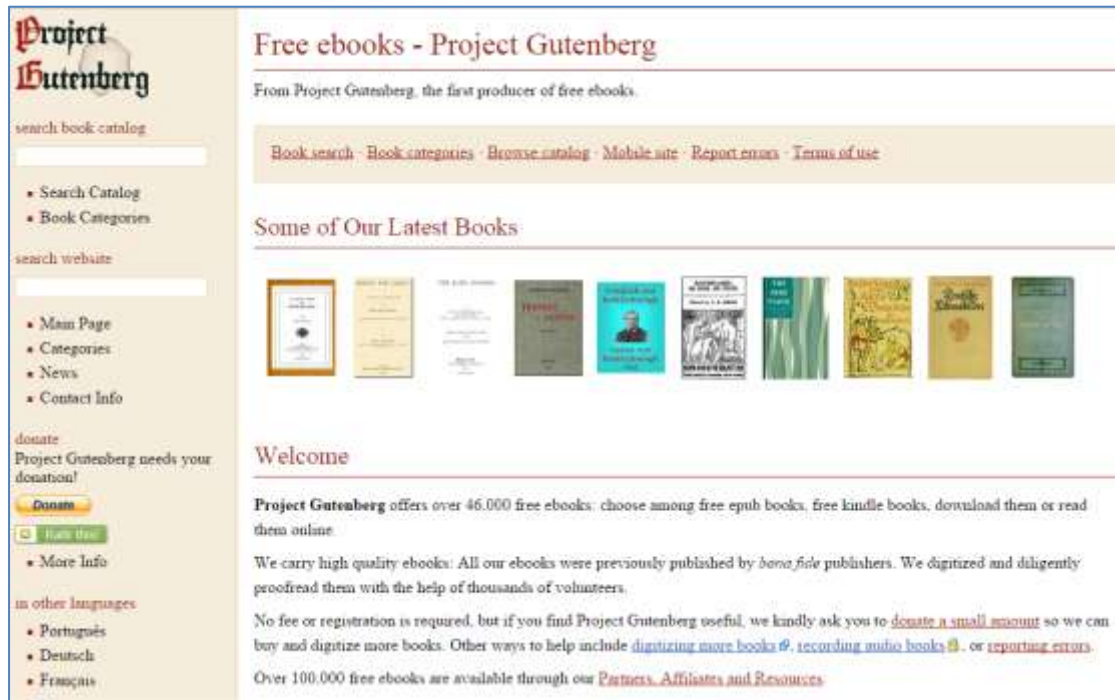 Project
Gutenberg
search book catalog
Search Catalog
Book Categories
search website
Main Page
Categories
News
Contact Info
donate
Project Gutenberg needs your
donation!
Donate
Flattr this!
More Info
in other languages
Português
Deutsch
Français
Free ebooks - Project Gutenberg
From Project Gutenberg, the first producer of free ebooks.
Book search · Book categories · Browse catalog · Mobile site · Report errors · Terms of use
Some of Our Latest Books
Welcome
Project Gutenberg offers over 46,000 free ebooks: choose among free epub books, free kindle books, download them or read
them online.
We carry high quality ebooks: All our ebooks were previously published by bona fide publishers. We digitized and diligently
proofread them with the help of thousands of volunteers.
No fee or registration is required, but if you find Project Gutenberg useful, we kindly ask you to donate a small amount so we can
buy and digitize more books. Other ways to help include digitizing more books, recording audio books, or reporting errors.
Over 100,000 free ebooks are available through our Partners, Affiliates and Resources.